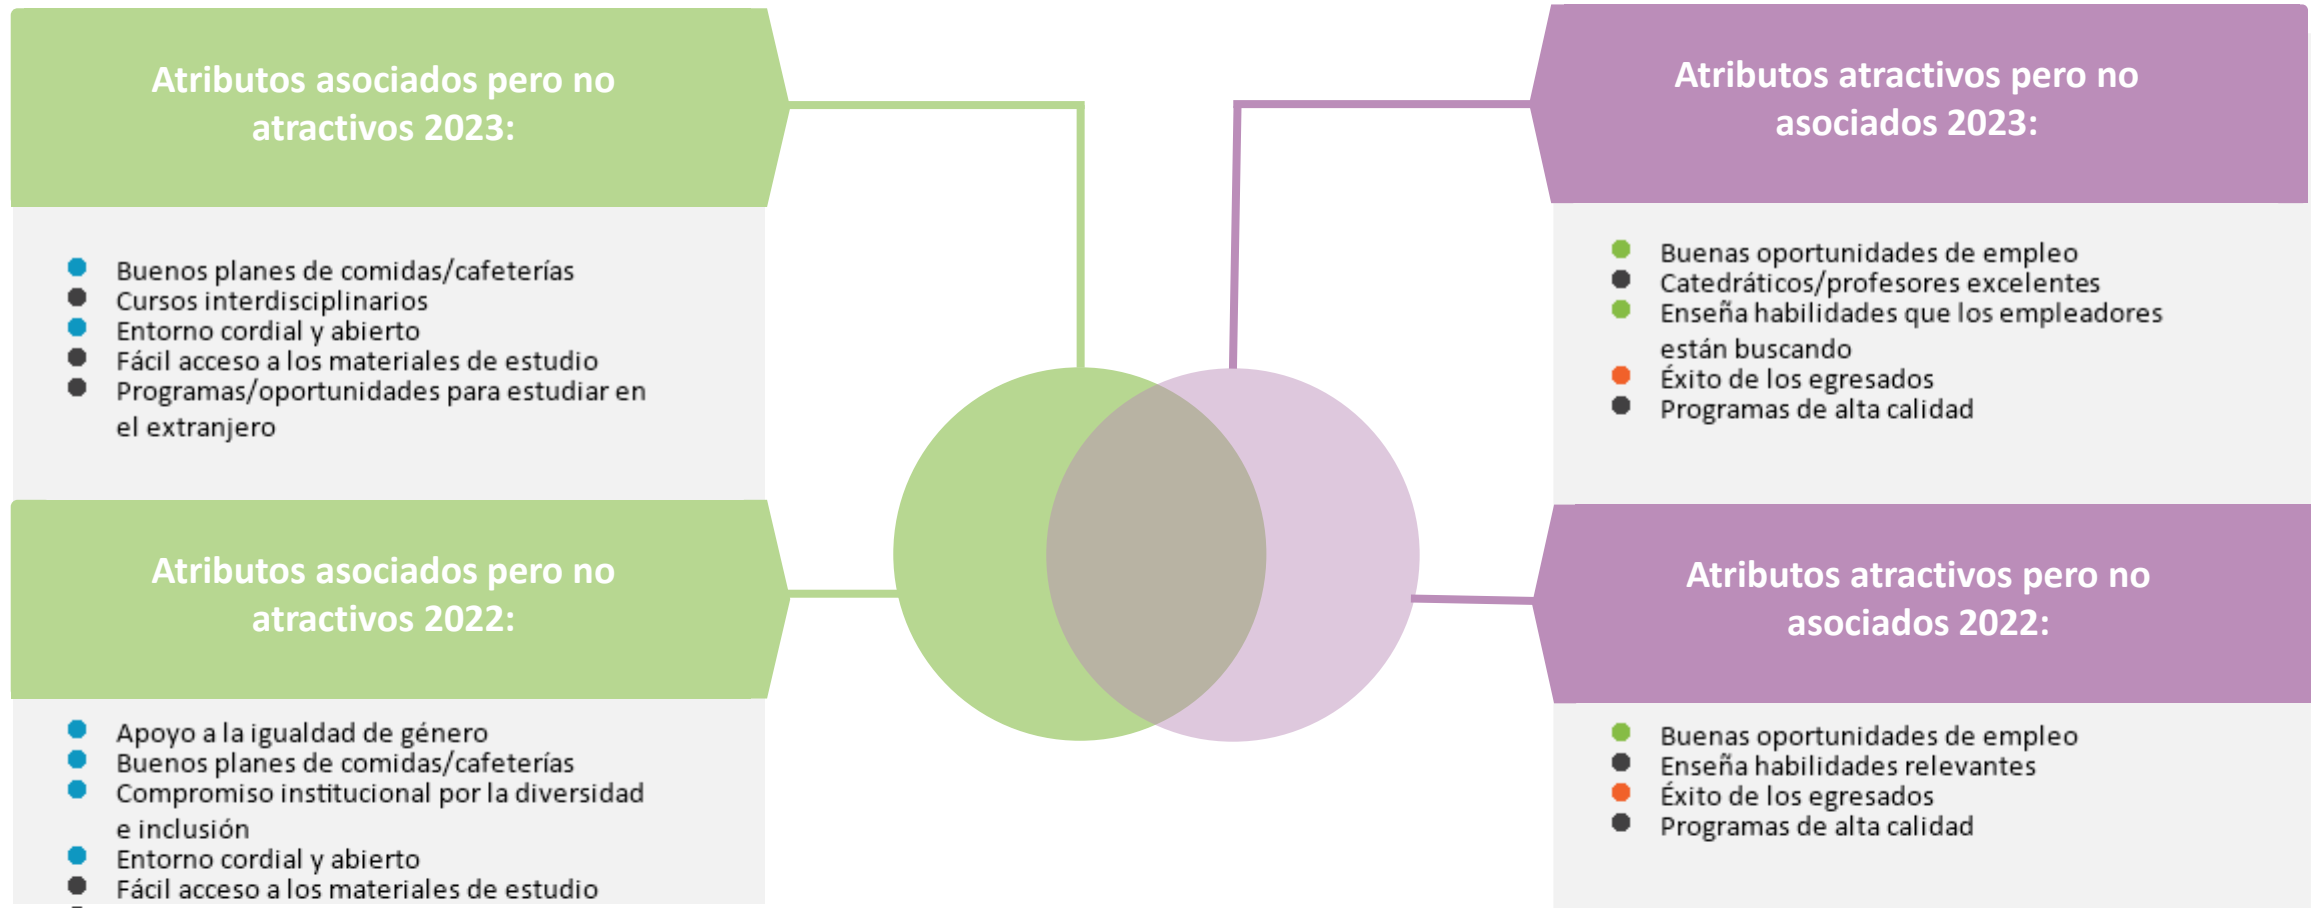 Atributos asociados pero no
atractivos 2023:
Buenos planes de comidas/cafeterías
Cursos interdisciplinarios
Entorno cordial y abierto
Fácil acceso a los materiales de estudio
Programas/oportunidades para estudiar en
el extranjero
Atributos asociados pero no
atractivos 2022:
Apoyo a la igualdad de género
Buenos planes de comidas/cafeterías
Compromiso institucional por la diversidad
e inclusión
Entorno cordial y abierto
Fácil acceso a los materiales de estudio
Atributos atractivos pero no
asociados 2023:
Buenas oportunidades de empleo
Catedráticos/profesores excelentes
Enseña habilidades que los empleadores
están buscando
Éxito de los egresados
Programas de alta calidad
Atributos atractivos pero no
asociados 2022:
Buenas oportunidades de empleo
Enseña habilidades relevantes
Éxito de los egresados
Programas de alta calidad